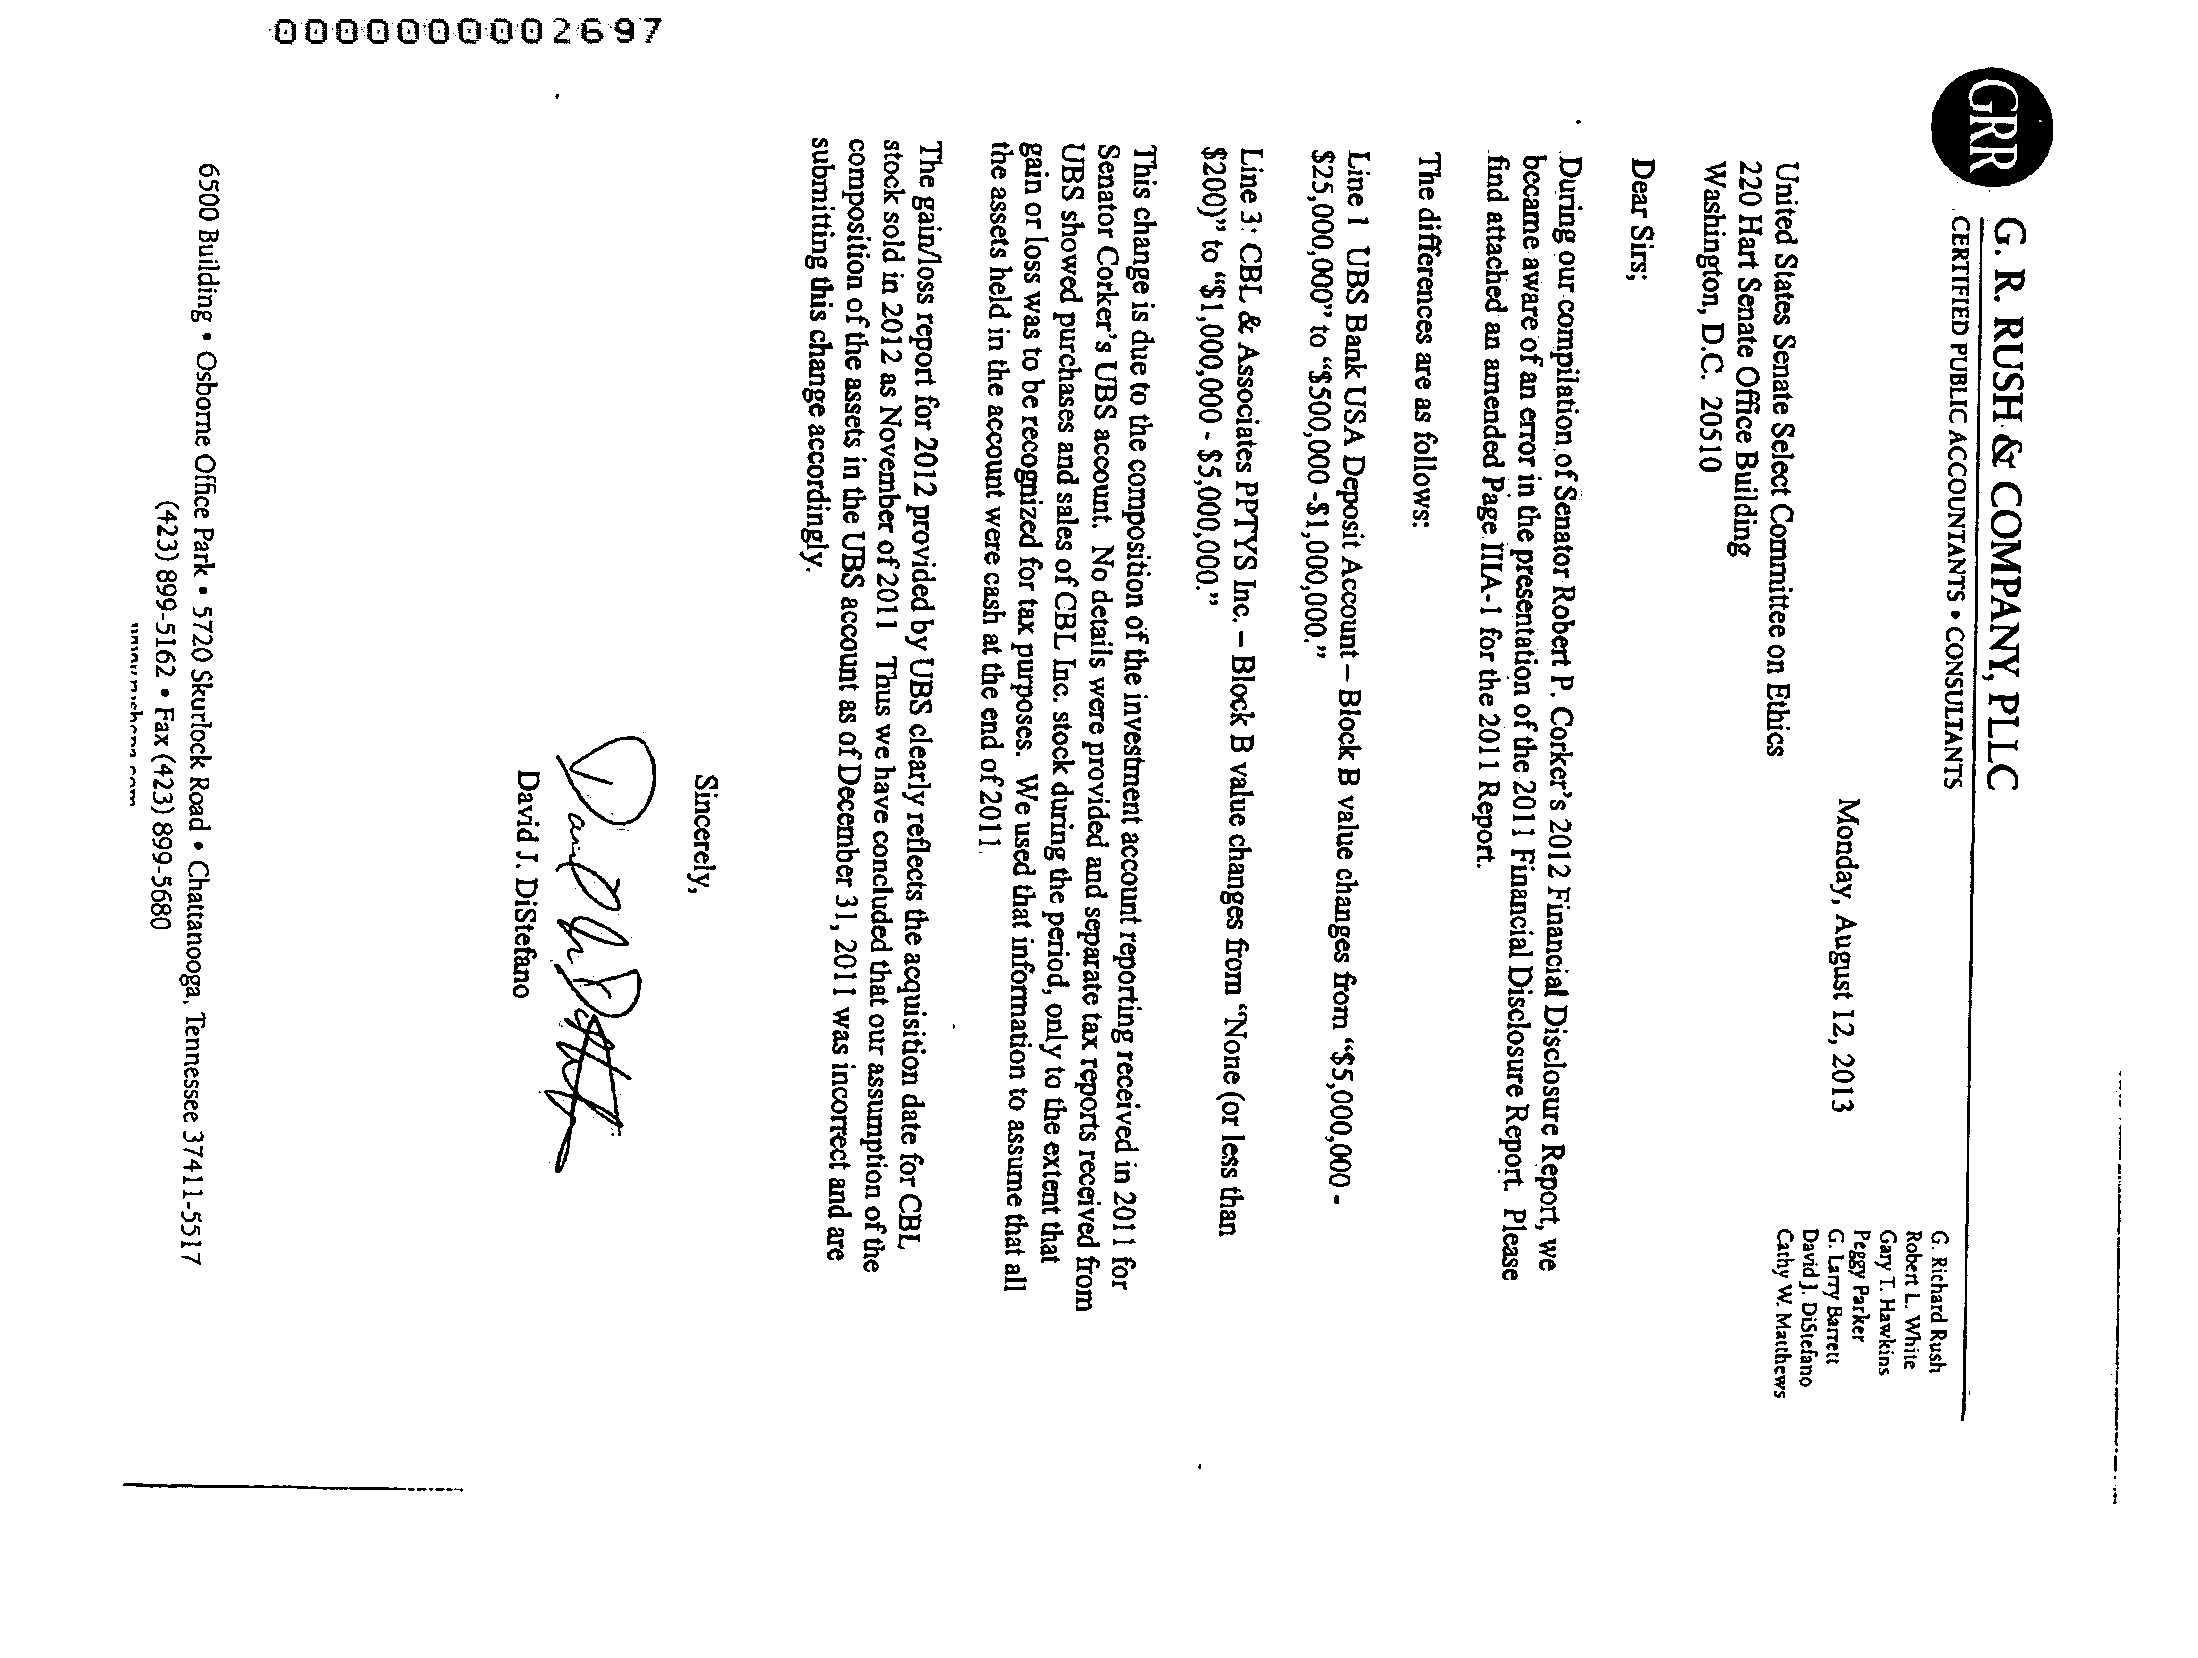 000000000002697
GRR
G. R. RUSH & COMPANY, PLLC
CERTIFIED PUBLIC ACCOUNTANTS • CONSULTANTS
G. Richard Rush
Robert L. White
Gary T. Hawkins
Peggy Parker
G. Larry Barrett
David J. DiStefano
Cathy W. Matthews
Monday, August 12, 2013
United States Senate Select Committee on Ethics
220 Hart Senate Office Building
Washington, D.C. 20510
Dear Sirs;
During our compilation of Senator Robert P. Corker's 2012 Financial Disclosure Report, we
became aware of an error in the presentation of the 2011 Financial Disclosure Report. Please
find attached an amended Page IIIA-1 for the 2011 Report.
The differences are as follows:
Line 1 UBS Bank USA Deposit Account – Block B value changes from "$5,000,000 -
$25,000,000" to "$500,000 -$1,000,000."
Line 3: CBL & Associates PPTYS Inc. – Block B value changes from "None (or less than
$200)" to "$1,000,000 - $5,000,000."
This change is due to the composition of the investment account reporting received in 2011 for
Senator Corker's UBS account. No details were provided and separate tax reports received from
UBS showed purchases and sales of CBL Inc. stock during the period, only to the extent that
gain or loss was to be recognized for tax purposes. We used that information to assume that all
the assets held in the account were cash at the end of 2011.
The gain/loss report for 2012 provided by UBS clearly reflects the acquisition date for CBL
stock sold in 2012 as November of 2011 Thus we have concluded that our assumption of the
composition of the assets in the UBS account as of December 31, 2011 was incorrect and are
submitting this change accordingly.
Sincerely,
David J. DiStefano
6500 Building • Osborne Office Park • 5720 Skurlock Road • Chattanooga, Tennessee 37411-5517
(423) 899-5162 • Fax (423) 899-5680